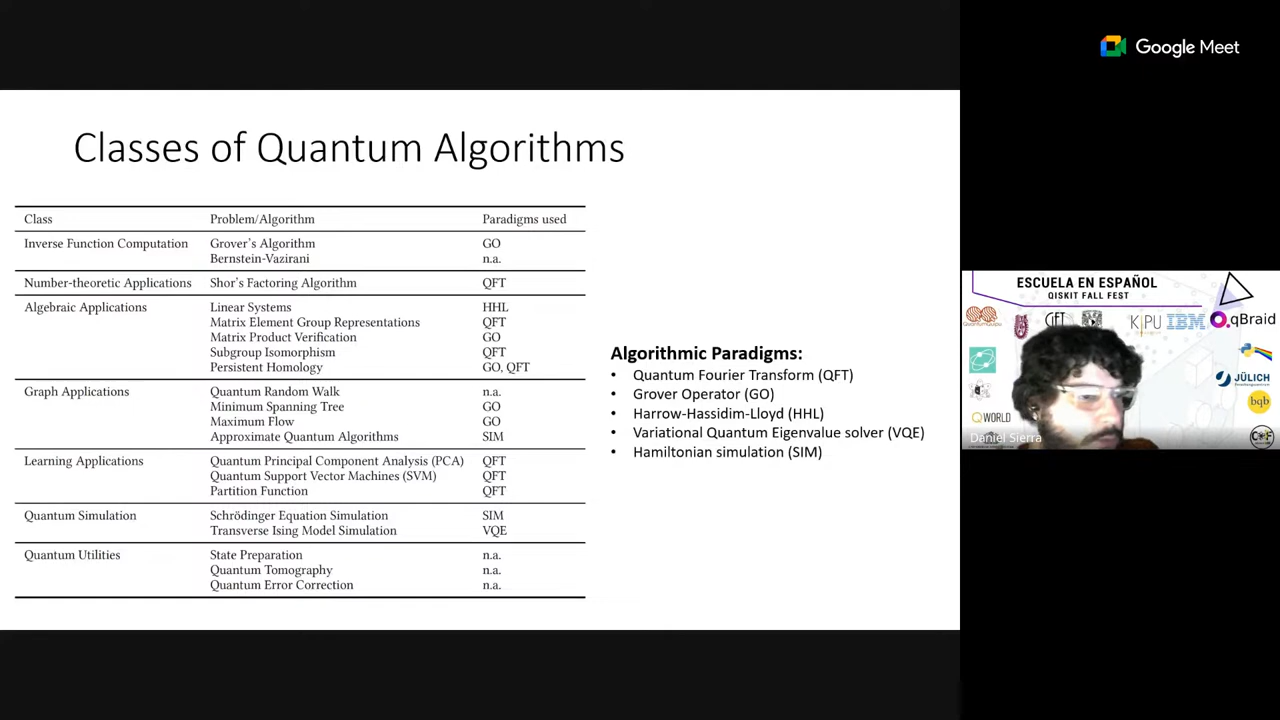 Google Meet
Classes of Quantum Algorithms
Class Problem/Algorithm Paradigms used
Inverse Function Computation Grover's Algorithm GO
Bernstein-Vazirani n.a.
Number-theoretic Applications Shor's Factoring Algorithm QFT
Algebraic Applications Linear Systems HHL
Matrix Element Group Representations QFT
Matrix Product Verification GO
Subgroup Isomorphism QFT
Persistent Homology GO, QFT
Graph Applications Quantum Random Walk n.a.
Minimum Spanning Tree GO
Maximum Flow GO
Approximate Quantum Algorithms SIM
Learning Applications Quantum Principal Component Analysis (PCA) QFT
Quantum Support Vector Machines (SVM) QFT
Partition Function QFT
Quantum Simulation Schrödinger Equation Simulation SIM
Transverse Ising Model Simulation VQE
Quantum Utilities State Preparation n.a.
Quantum Tomography n.a.
Quantum Error Correction n.a.
Algorithmic Paradigms:
• Quantum Fourier Transform (QFT)
• Grover Operator (GO)
• Harrow-Hassidim-Lloyd (HHL)
• Variational Quantum Eigenvalue solver (VQE)
• Hamiltonian simulation (SIM)
ESCUELA EN ESPAÑOL
QISKIT FALL FEST
QuantumQuipu
KIPU
IBM
qBraid
JÜLICH
bqb
QWORLD
Daniel Sierra